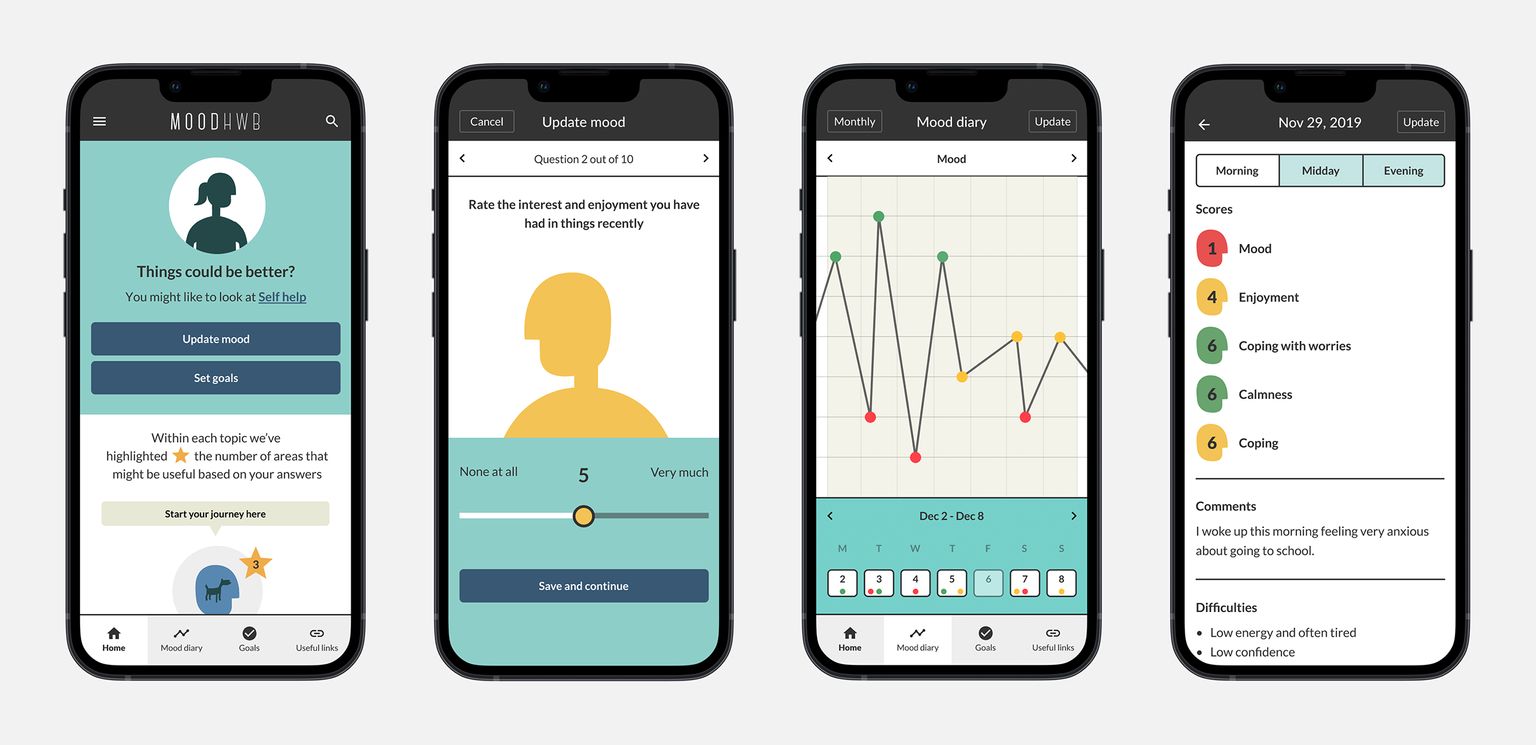 MOODHWB
Things could be better?
You might like to look at Self help
Update mood
Set goals
Within each topic we've
highlighted the number of areas that
might be useful based on your answers
Start your journey here
3
Home
Mood diary
Goals
Useful links
Cancel
Update mood
Question 2 out of 10
Rate the interest and enjoyment you have
had in things recently
None at all
5
Very much
Save and continue
Monthly
Mood diary
Update
Mood
Dec 2 - Dec 8
M T W T F S S
2 3 4 5 6 7 8
Home
Mood diary
Goals
Useful links
Nov 29, 2019
Update
Morning
Midday
Evening
Scores
1 Mood
4 Enjoyment
6 Coping with worries
6 Calmness
6 Coping
Comments
I woke up this morning feeling very anxious
about going to school.
Difficulties
• Low energy and often tired
• Low confidence